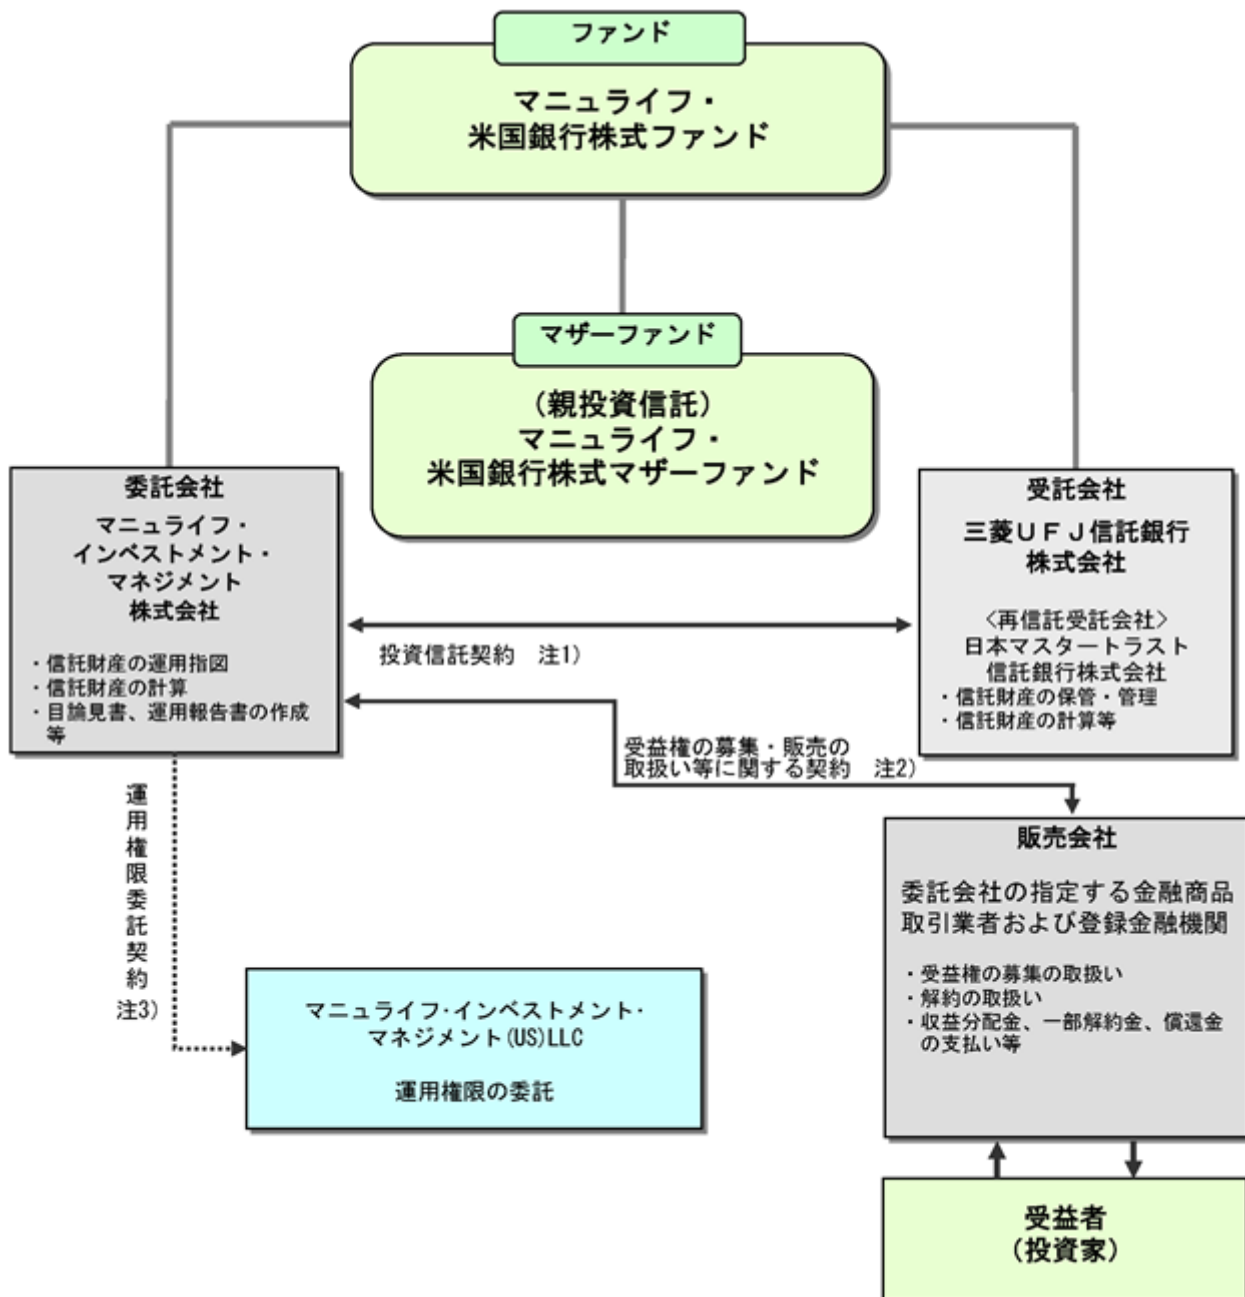 ファンド
マニュライフ・
米国銀行株式ファンド
マザーファンド
(親投資信託)
マニュライフ・
米国銀行株式マザーファンド
委託会社
マニュライフ・
インベストメント・
マネジメント
株式会社
・信託財産の運用指図
・信託財産の計算
・目論見書、運用報告書の作成
等
受託会社
三菱UFJ信託銀行
株式会社
〈再信託受託会社〉
日本マスタートラスト
信託銀行株式会社
・信託財産の保管・管理
・信託財産の計算等
投資信託契約　注1)
受益権の募集・販売の
取扱い等に関する契約　注2)
運用権限委託契約
注3)
マニュライフ・インベストメント・
マネジメント(US)LLC
運用権限の委託
販売会社
委託会社の指定する金融商品
取引業者および登録金融機関
・受益権の募集の取扱い
・解約の取扱い
・収益分配金、一部解約金、償還金
の支払い等
受益者
(投資家)